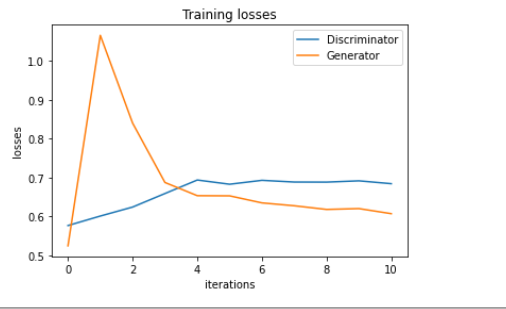 Training losses
Discriminator
Generator
losses
1.0
0.9
0.8
0.7
0.6
0.5
0 2 4 6 8 10
iterations